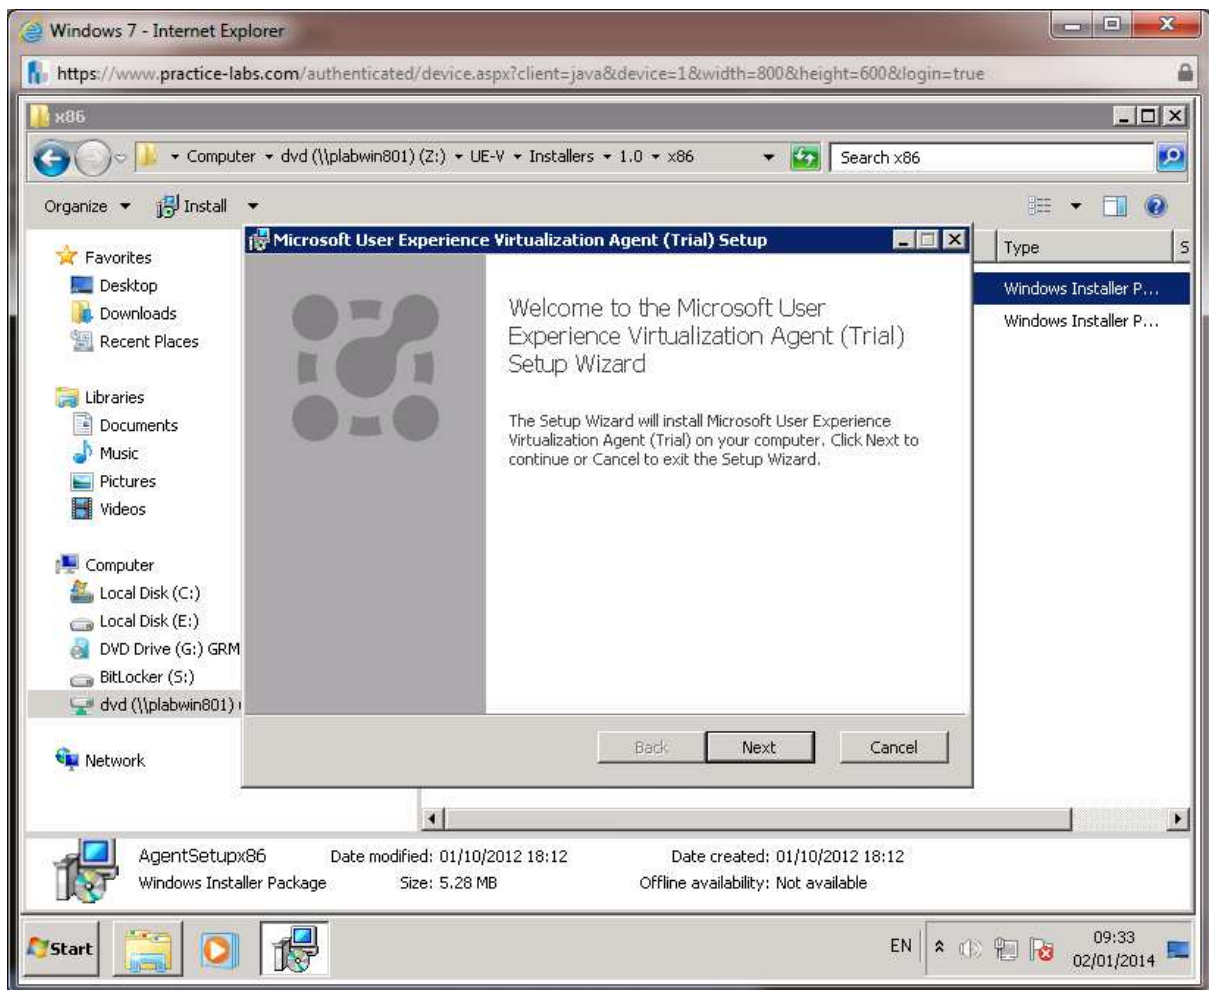 Windows 7 - Internet Explorer
https://www.practice-labs.com/authenticated/device.aspx?client=java&device=1&width=800&height=600&login=true
x86
Computer dvd (\\plabwin801) (Z:) UE-V Installers 1.0 x86
Search x86
Organize Install
Microsoft User Experience Virtualization Agent (Trial) Setup
Type
S
Favorites
Desktop
Downloads
Recent Places
Libraries
Documents
Music
Pictures
Videos
Computer
Local Disk (C:)
Local Disk (E:)
DVD Drive (G:) GRM
BitLocker (S:)
dvd (\\plabwin801)
Network
Welcome to the Microsoft User
Experience Virtualization Agent (Trial)
Setup Wizard
The Setup Wizard will install Microsoft User Experience
Virtualization Agent (Trial) on your computer. Click Next to
continue or Cancel to exit the Setup Wizard.
Back Next Cancel
Windows Installer P...
Windows Installer P...
AgentSetupx86 Date modified: 01/10/2012 18:12 Date created: 01/10/2012 18:12
Windows Installer Package Size: 5.28 MB Offline availability: Not available
Start
EN
09:33
02/01/2014